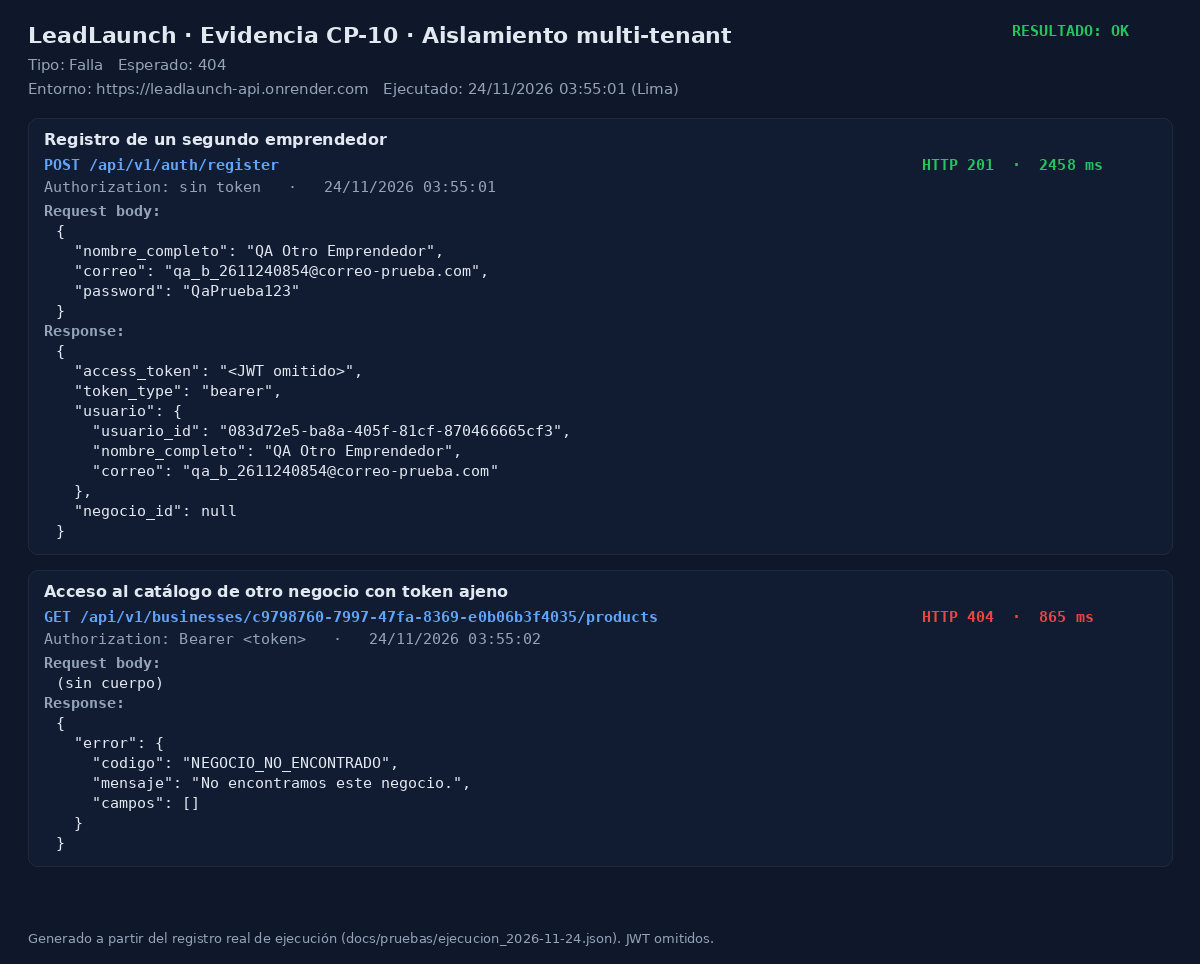 LeadLaunch · Evidencia CP-10 · Aislamiento multi-tenant
RESULTADO: OK
Tipo: Falla   Esperado: 404
Entorno: https://leadlaunch-api.onrender.com   Ejecutado: 24/11/2026 03:55:01 (Lima)
Registro de un segundo emprendedor
POST /api/v1/auth/register
HTTP 201  ·  2458 ms
Authorization: sin token   ·   24/11/2026 03:55:01
Request body:
{
  "nombre_completo": "QA Otro Emprendedor",
  "correo": "qa_b_2611240854@correo-prueba.com",
  "password": "QaPrueba123"
}
Response:
{
  "access_token": "<JWT omitido>",
  "token_type": "bearer",
  "usuario": {
    "usuario_id": "083d72e5-ba8a-405f-81cf-870466665cf3",
    "nombre_completo": "QA Otro Emprendedor",
    "correo": "qa_b_2611240854@correo-prueba.com"
  },
  "negocio_id": null
}
Acceso al catálogo de otro negocio con token ajeno
GET /api/v1/businesses/c9798760-7997-47fa-8369-e0b06b3f4035/products
HTTP 404  ·  865 ms
Authorization: Bearer <token>   ·   24/11/2026 03:55:02
Request body:
(sin cuerpo)
Response:
{
  "error": {
    "codigo": "NEGOCIO_NO_ENCONTRADO",
    "mensaje": "No encontramos este negocio.",
    "campos": []
  }
}
Generado a partir del registro real de ejecución (docs/pruebas/ejecucion_2026-11-24.json). JWT omitidos.